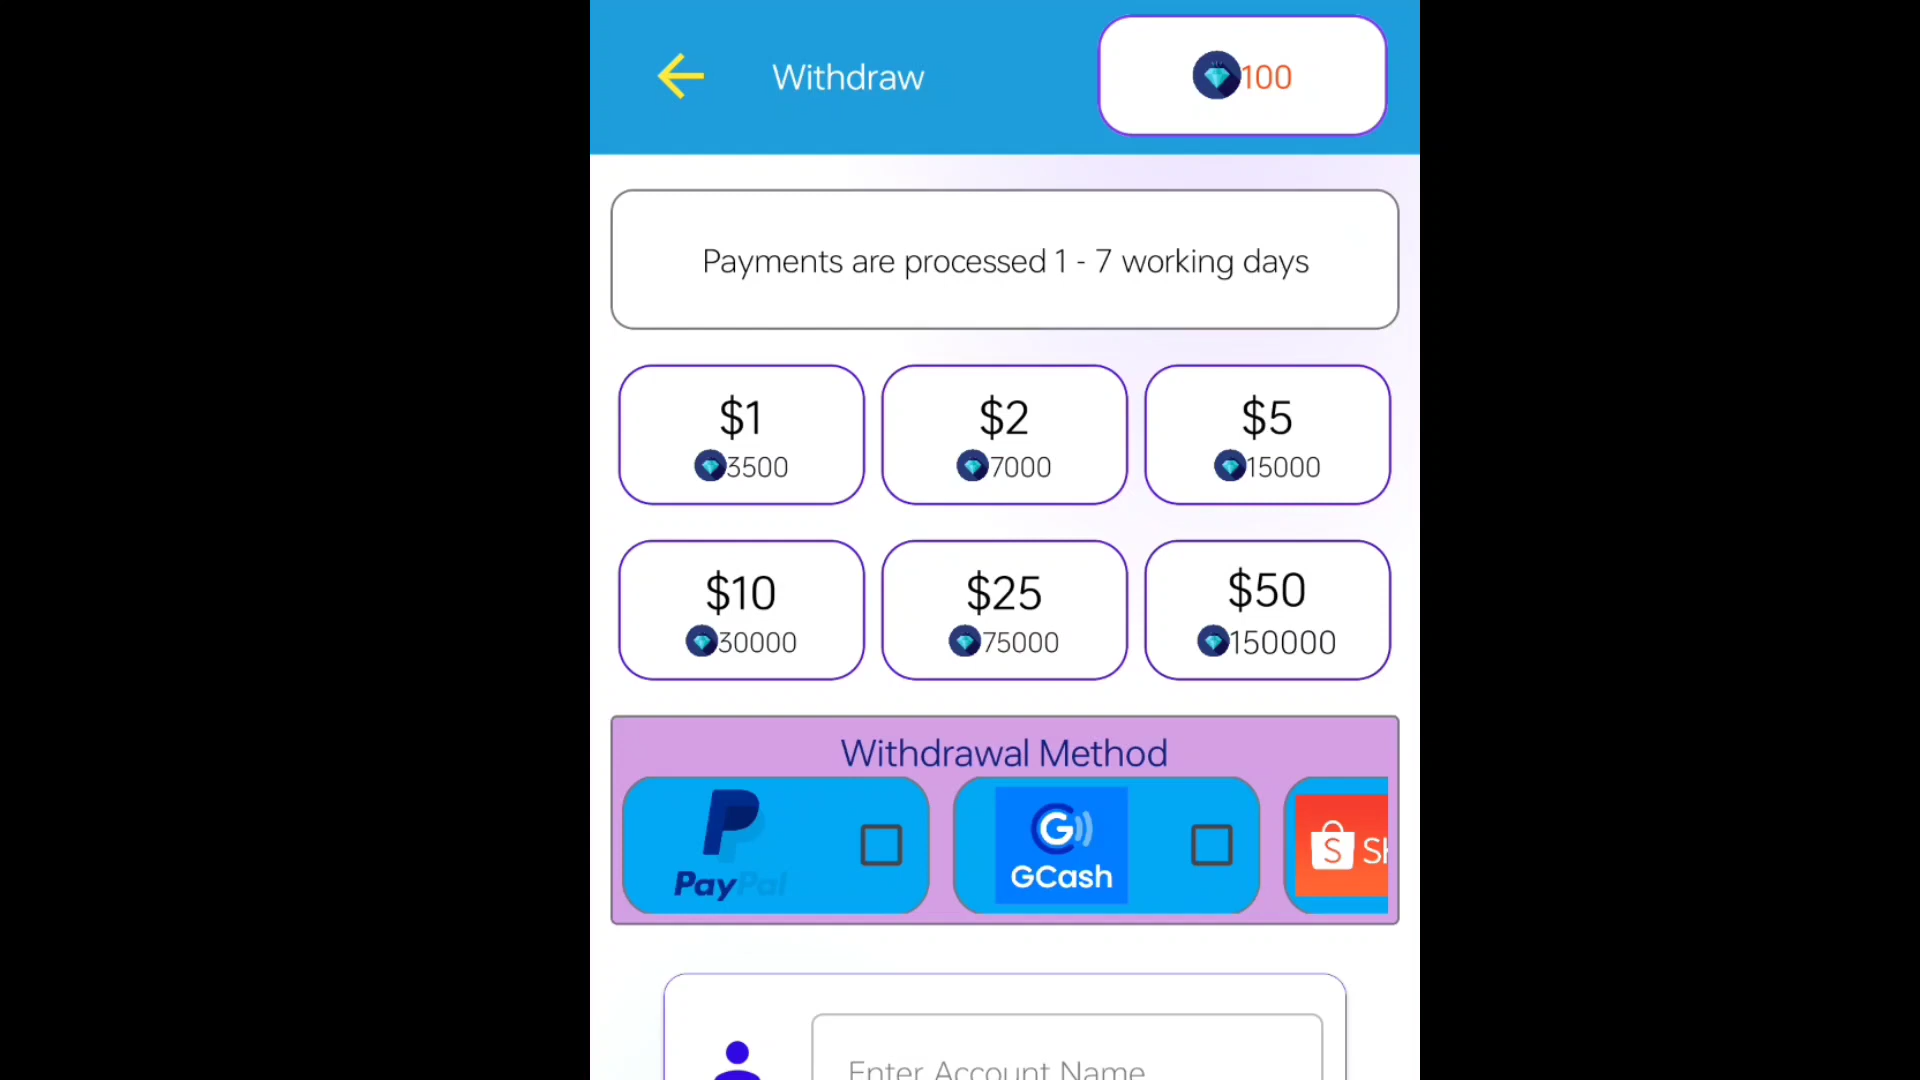 Withdraw
100
Payments are processed 1 - 7 working days
$1
3500
$2
7000
$5
15000
$10
30000
$25
75000
$50
150000
Withdrawal Method
PayPal
GCash
S
Enter Account Name